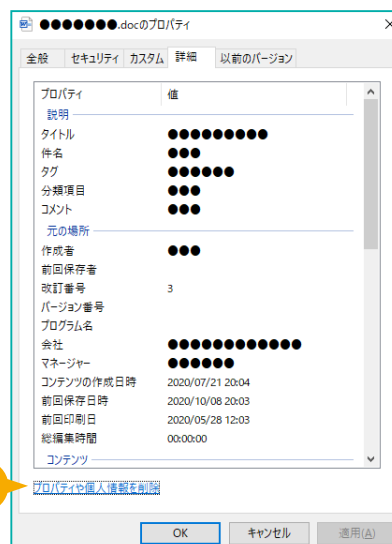 ●●●●●●●.docのプロパティ
全般 セキュリティ カスタム 詳細 以前のバージョン
プロパティ 値
説明
タイトル ●●●●●●●●●
件名 ●●●
タグ ●●●●●●
分類項目 ●●●
コメント ●●●
元の場所
作成者 ●●●
前回保存者
改訂番号 3
バージョン番号
プログラム名
会社 ●●●●●●●●●●●●
マネージャー ●●●●●●
コンテンツの作成日時 2020/07/21 20:04
前回保存日時 2020/10/08 20:03
前回印刷日 2020/05/28 12:03
総編集時間 00:00:00
コンテンツ
プロパティや個人情報を削除
OK キャンセル 適用(A)